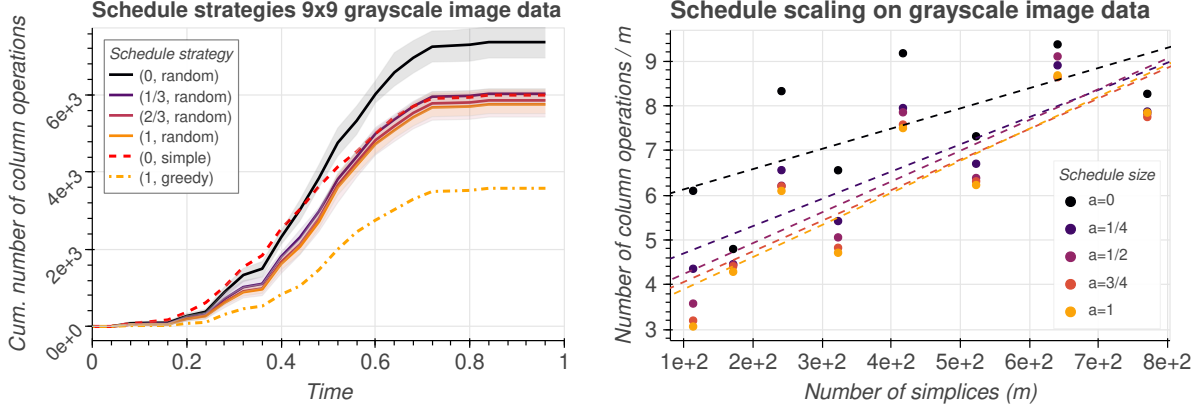 Schedule strategies 9x9 grayscale image data
Cum. number of column operations
6e+3
4e+3
2e+3
0e+0
Schedule strategy
(0, random)
(1/3, random)
(2/3, random)
(1, random)
(0, simple)
(1, greedy)
0
0.2
0.4
0.6
0.8
1
Time
Schedule scaling on grayscale image data
Number of column operations / m
9
8
7
6
5
4
3
Schedule size
a=0
a=1/4
a=1/2
a=3/4
a=1
1e+2
2e+2
3e+2
4e+2
5e+2
6e+2
7e+2
8e+2
Number of simplices (m)